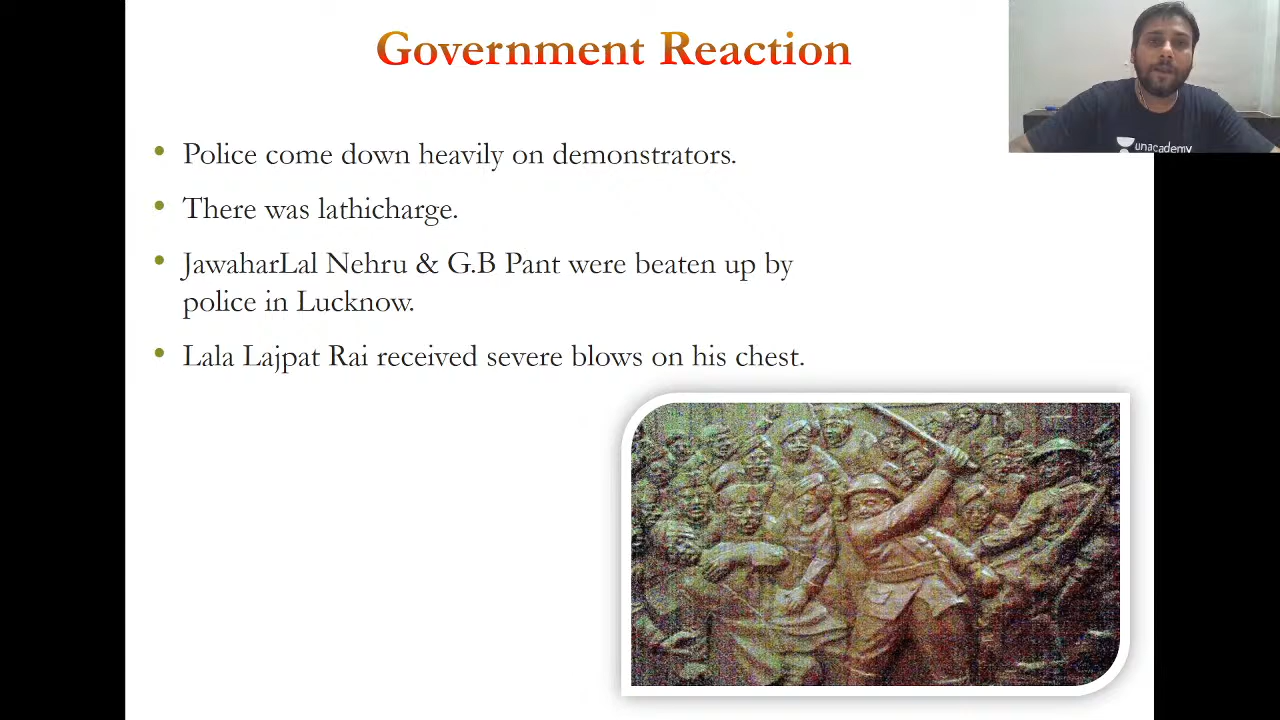 Government Reaction
unacademy
• Police come down heavily on demonstrators.
• There was lathicharge.
• JawaharLal Nehru & G.B Pant were beaten up by
police in Lucknow.
• Lala Lajpat Rai received severe blows on his chest.